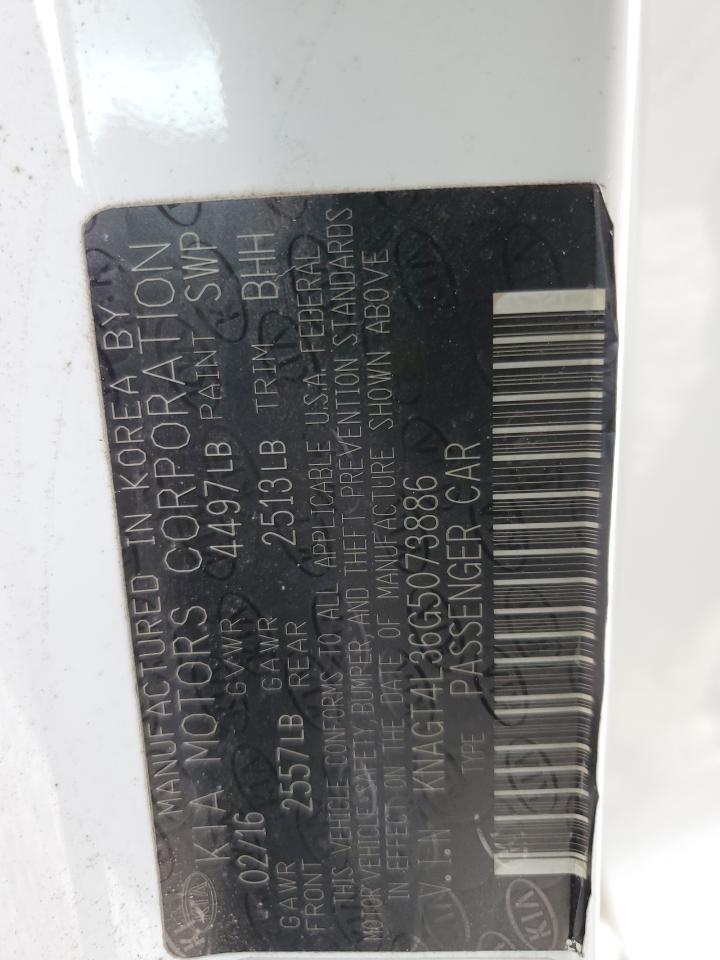 MANUFACTURED IN KOREA BY
KIA MOTORS CORPORATION
02/16 GVWR 4497LB PAINT SWP
GAWR FRONT 2557LB GAWR REAR 2513LB TRIM BHH
THIS VEHICLE CONFORMS TO ALL APPLICABLE U.S.A. FEDERAL
MOTOR VEHICLE SAFETY, BUMPER, AND THEFT PREVENTION STANDARDS
IN EFFECT ON THE DATE OF MANUFACTURE SHOWN ABOVE
V.I.N KNAGT4L36G5073886
TYPE PASSENGER CAR
KIA